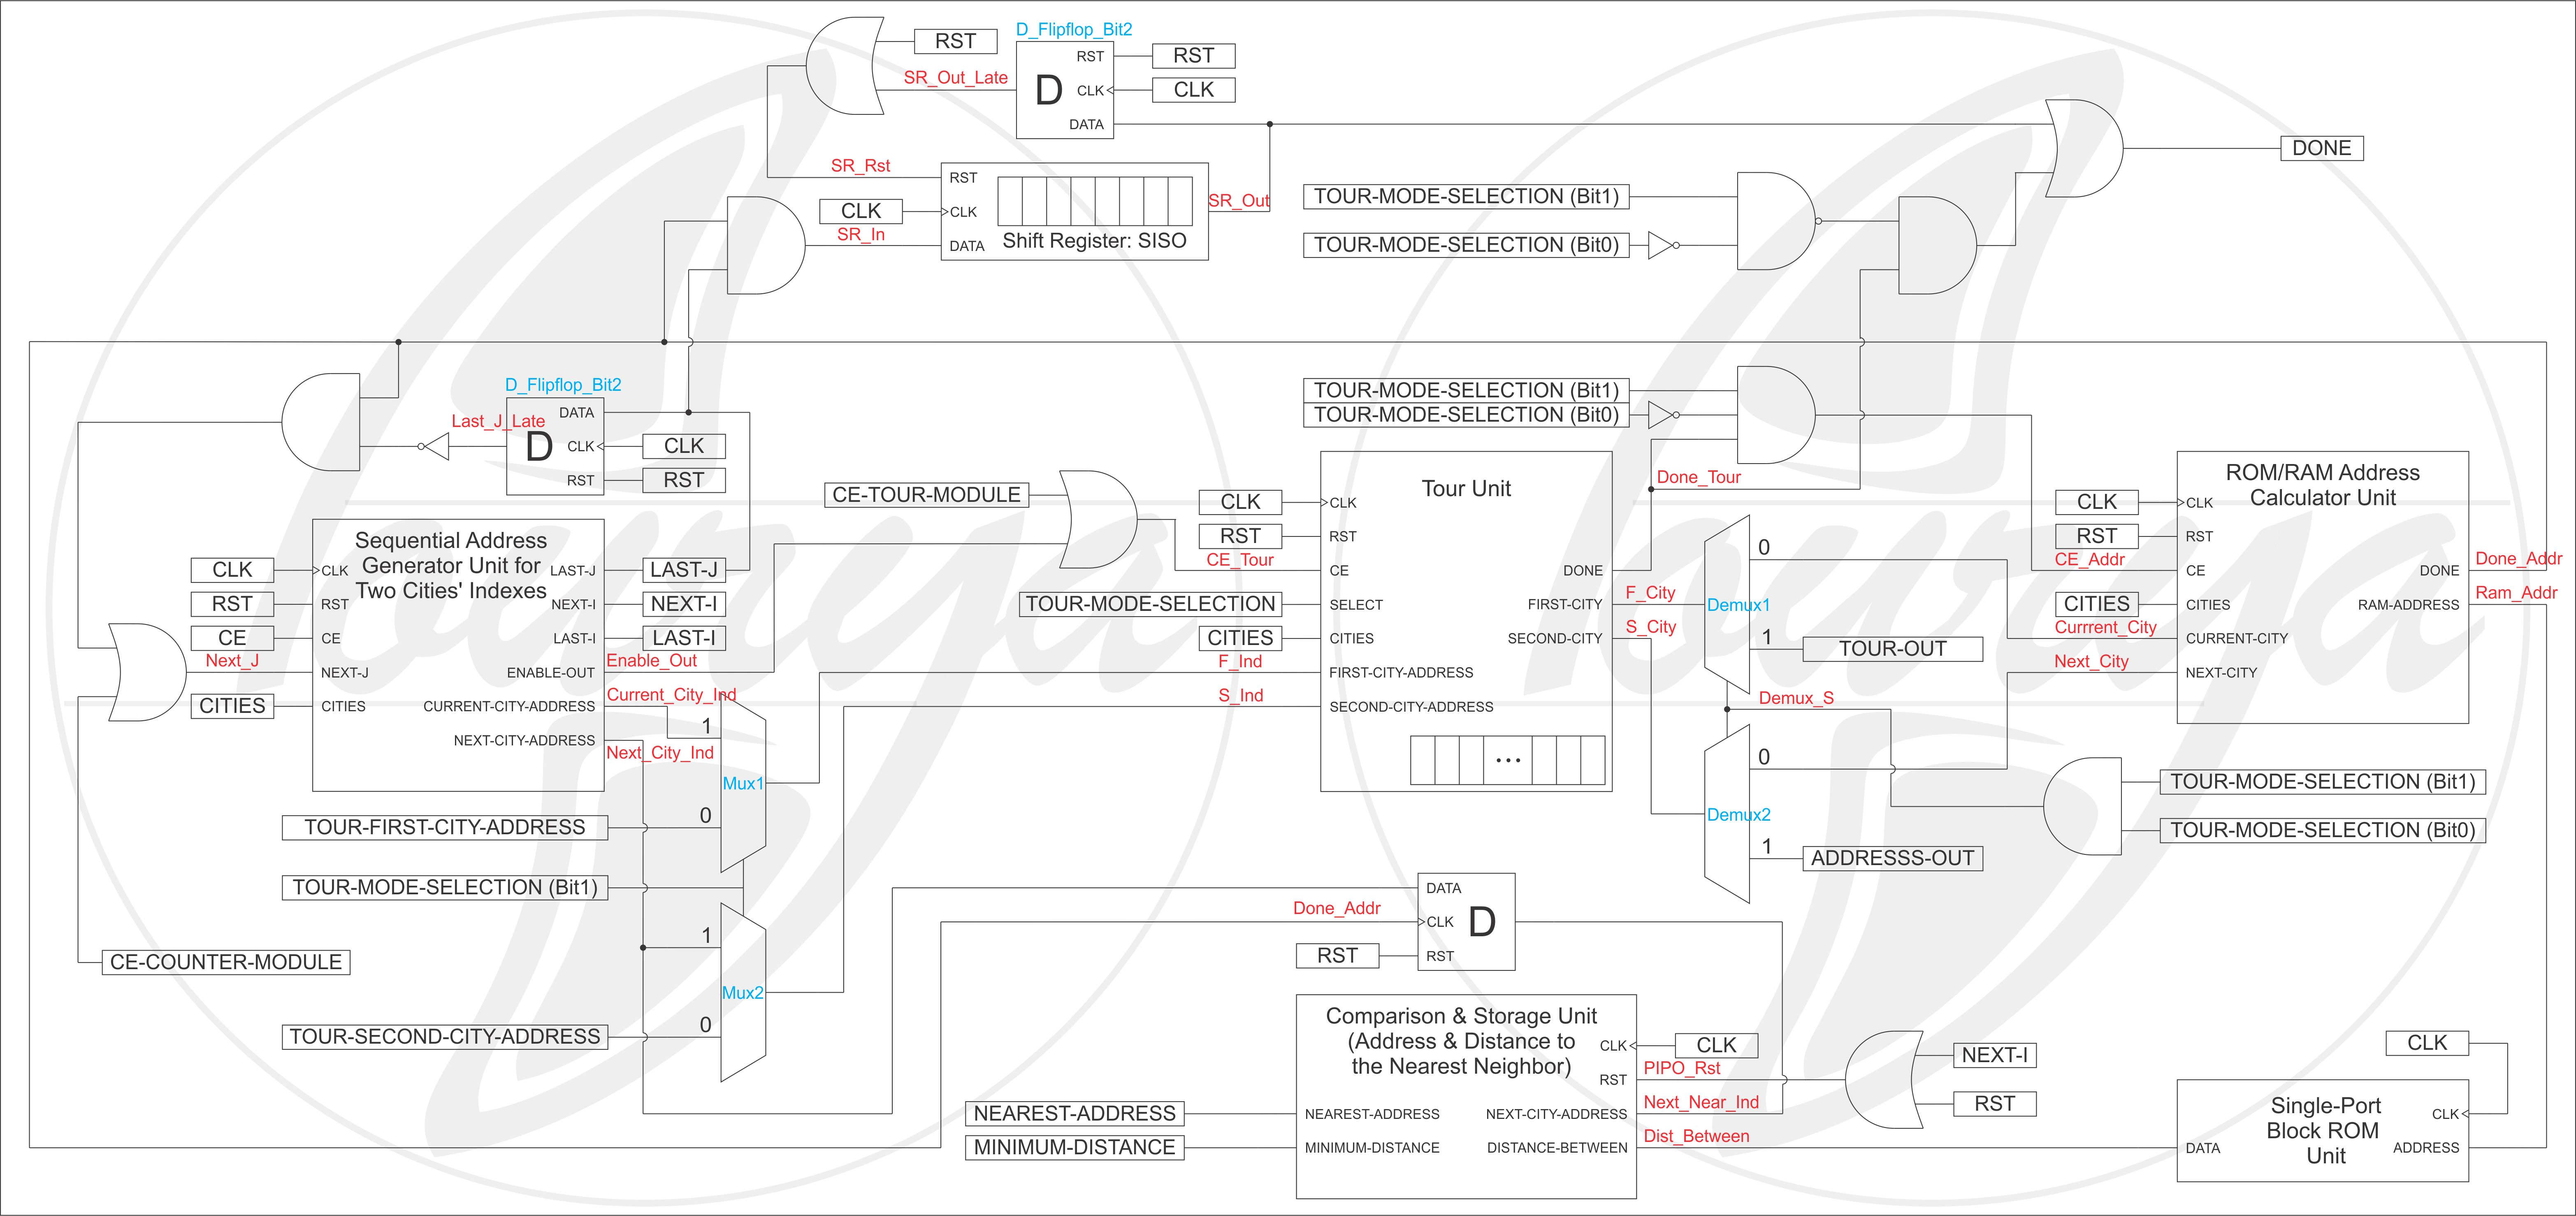 D_Flipflop_Bit2
RST
RST
RST
SR_Out_Late
D
CLK
CLK
DATA
DONE
SR_Rst
RST
TOUR-MODE-SELECTION (Bit1)
SR_Out
CLK
CLK
SR_In
DATA
Shift Register: SISO
TOUR-MODE-SELECTION (Bit0)
D_Flipflop_Bit2
TOUR-MODE-SELECTION (Bit1)
TOUR-MODE-SELECTION (Bit0)
Last_J_Late
DATA
D
CLK
CLK
RST
RST
Done_Tour
CE-TOUR-MODULE
Sequential Address
Generator Unit for
Two Cities' Indexes
CLK
CLK
LAST-J
LAST-J
RST
RST
NEXT-I
NEXT-I
CE
CE
LAST-I
LAST-I
Next_J
NEXT-J
ENABLE-OUT
Enable_Out
CITIES
CITIES
CURRENT-CITY-ADDRESS
Current_City_Ind
NEXT-CITY-ADDRESS
Next_City_Ind
Tour Unit
CLK
CLK
RST
RST
CE_Tour
CE
DONE
TOUR-MODE-SELECTION
SELECT
FIRST-CITY
F_City
CITIES
CITIES
SECOND-CITY
S_City
F_Ind
FIRST-CITY-ADDRESS
S_Ind
SECOND-CITY-ADDRESS
...
0
Demux1
1
TOUR-OUT
Demux_S
0
Demux2
1
ADDRESSS-OUT
ROM/RAM Address
Calculator Unit
CLK
CLK
RST
RST
CE_Addr
CE
DONE
Done_Addr
CITIES
CITIES
RAM-ADDRESS
Ram_Addr
Currrent_City
CURRENT-CITY
Next_City
NEXT-CITY
TOUR-MODE-SELECTION (Bit1)
TOUR-MODE-SELECTION (Bit0)
1
Mux1
0
TOUR-FIRST-CITY-ADDRESS
TOUR-MODE-SELECTION (Bit1)
1
CE-COUNTER-MODULE
Mux2
0
TOUR-SECOND-CITY-ADDRESS
DATA
Done_Addr
CLK
D
RST
RST
Comparison & Storage Unit
(Address & Distance to
the Nearest Neighbor)
CLK
CLK
RST
PIPO_Rst
NEXT-I
RST
NEAREST-ADDRESS
NEAREST-ADDRESS
NEXT-CITY-ADDRESS
Next_Near_Ind
MINIMUM-DISTANCE
MINIMUM-DISTANCE
DISTANCE-BETWEEN
Dist_Between
CLK
Single-Port
Block ROM
Unit
CLK
DATA
ADDRESS